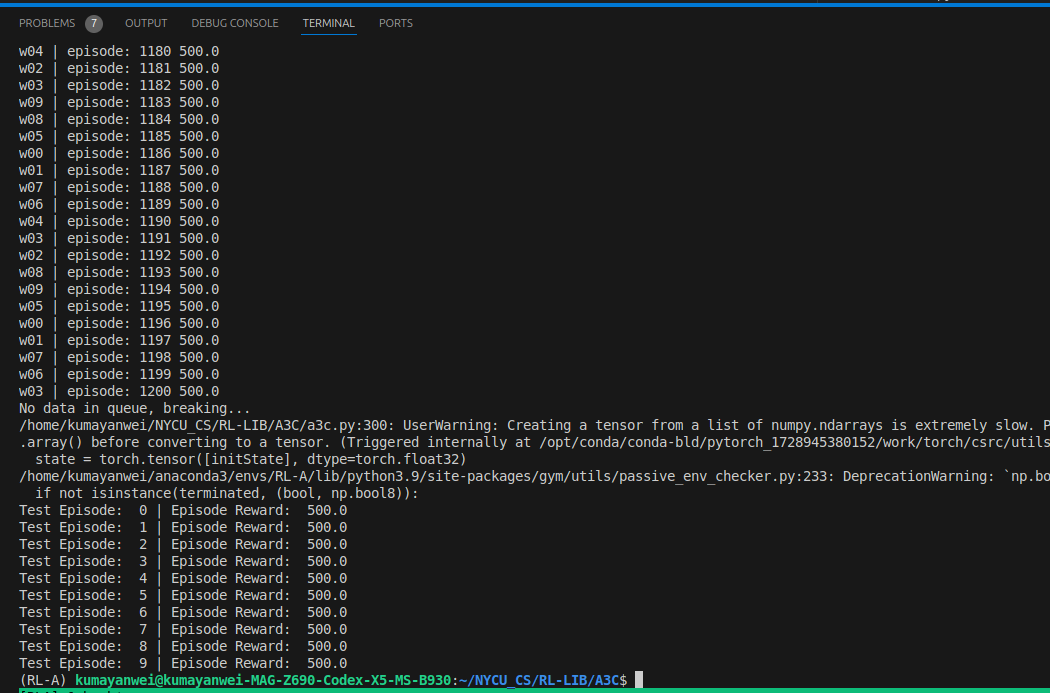 PROBLEMS 7 OUTPUT DEBUG CONSOLE TERMINAL PORTS
w04 | episode: 1180 500.0
w02 | episode: 1181 500.0
w03 | episode: 1182 500.0
w09 | episode: 1183 500.0
w08 | episode: 1184 500.0
w05 | episode: 1185 500.0
w00 | episode: 1186 500.0
w01 | episode: 1187 500.0
w07 | episode: 1188 500.0
w06 | episode: 1189 500.0
w04 | episode: 1190 500.0
w03 | episode: 1191 500.0
w02 | episode: 1192 500.0
w08 | episode: 1193 500.0
w09 | episode: 1194 500.0
w05 | episode: 1195 500.0
w00 | episode: 1196 500.0
w01 | episode: 1197 500.0
w07 | episode: 1198 500.0
w06 | episode: 1199 500.0
w03 | episode: 1200 500.0
No data in queue, breaking...
/home/kumayanwei/NYCU_CS/RL-LIB/A3C/a3c.py:300: UserWarning: Creating a tensor from a list of numpy.ndarrays is extremely slow. P
.array() before converting to a tensor. (Triggered internally at /opt/conda/conda-bld/pytorch_1728945380152/work/torch/csrc/utils
state = torch.tensor([initState], dtype=torch.float32)
/home/kumayanwei/anaconda3/envs/RL-A/lib/python3.9/site-packages/gym/utils/passive_env_checker.py:233: DeprecationWarning: `np.bo
if not isinstance(terminated, (bool, np.bool8)):
Test Episode:  0 | Episode Reward:  500.0
Test Episode:  1 | Episode Reward:  500.0
Test Episode:  2 | Episode Reward:  500.0
Test Episode:  3 | Episode Reward:  500.0
Test Episode:  4 | Episode Reward:  500.0
Test Episode:  5 | Episode Reward:  500.0
Test Episode:  6 | Episode Reward:  500.0
Test Episode:  7 | Episode Reward:  500.0
Test Episode:  8 | Episode Reward:  500.0
Test Episode:  9 | Episode Reward:  500.0
(RL-A) kumayanwei@kumayanwei-MAG-Z690-Codex-X5-MS-B930:~/NYCU_CS/RL-LIB/A3C$